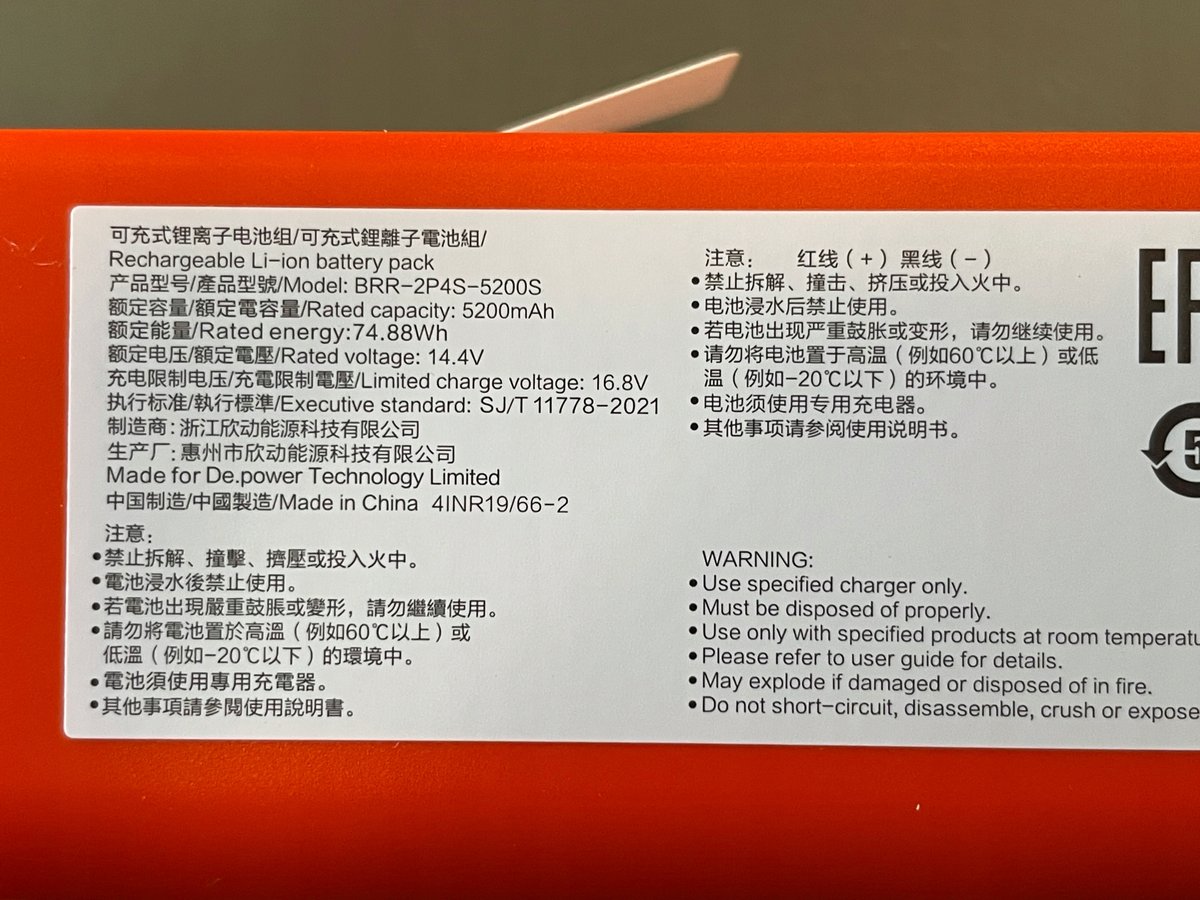 可充式锂离子电池组/可充式鋰離子電池組/
Rechargeable Li-ion battery pack
产品型号/產品型號/Model: BRR-2P4S-5200S
额定容量/額定電容量/Rated capacity: 5200mAh
额定能量/Rated energy:74.88Wh
额定电压/額定電壓/Rated voltage: 14.4V
充电限制电压/充電限制電壓/Limited charge voltage: 16.8V
执行标准/執行標準/Executive standard: SJ/T 11778-2021
制造商:浙江欣动能源科技有限公司
生产厂:惠州市欣动能源科技有限公司
Made for De.power Technology Limited
中国制造/中國製造/Made in China 4INR19/66-2
注意:
•禁止拆解、撞擊、擠壓或投入火中。
•電池浸水後禁止使用。
•若電池出現嚴重鼓脹或變形，請勿繼續使用。
•請勿將電池置於高溫（例如60℃以上）或
低溫（例如-20℃以下）的環境中。
•電池須使用專用充電器。
•其他事項請參閱使用說明書。
注意: 红线（+）黑线（-）
•禁止拆解、撞击、挤压或投入火中。
•电池浸水后禁止使用。
•若电池出现严重鼓胀或变形，请勿继续使用。
•请勿将电池置于高温（例如60℃以上）或低
温（例如-20℃以下）的环境中。
•电池须使用专用充电器。
•其他事项请参阅使用说明书。
WARNING:
•Use specified charger only.
•Must be disposed of properly.
•Use only with specified products at room
•Please refer to user guide for details.
•May explode if damaged or disposed of in fire.
•Do not short-circuit, disassemble, crush or expose
5